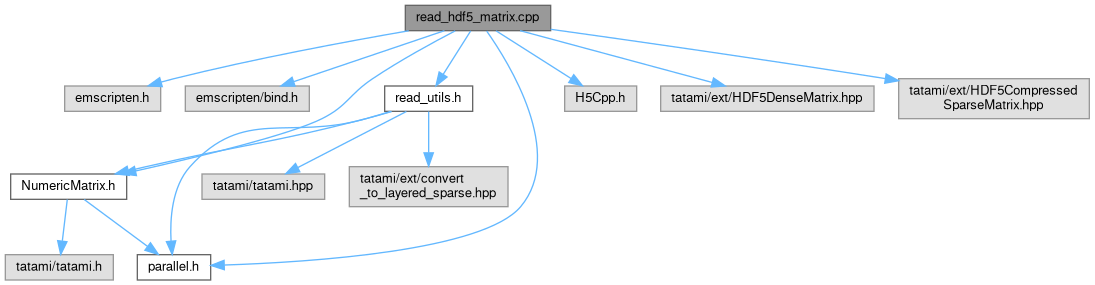 read_hdf5_matrix.cpp
emscripten.h
emscripten/bind.h
read_utils.h
H5Cpp.h
tatami/ext/HDF5DenseMatrix.hpp
tatami/ext/HDF5Compressed
SparseMatrix.hpp
NumericMatrix.h
tatami/tatami.hpp
tatami/ext/convert
_to_layered_sparse.hpp
tatami/tatami.h
parallel.h